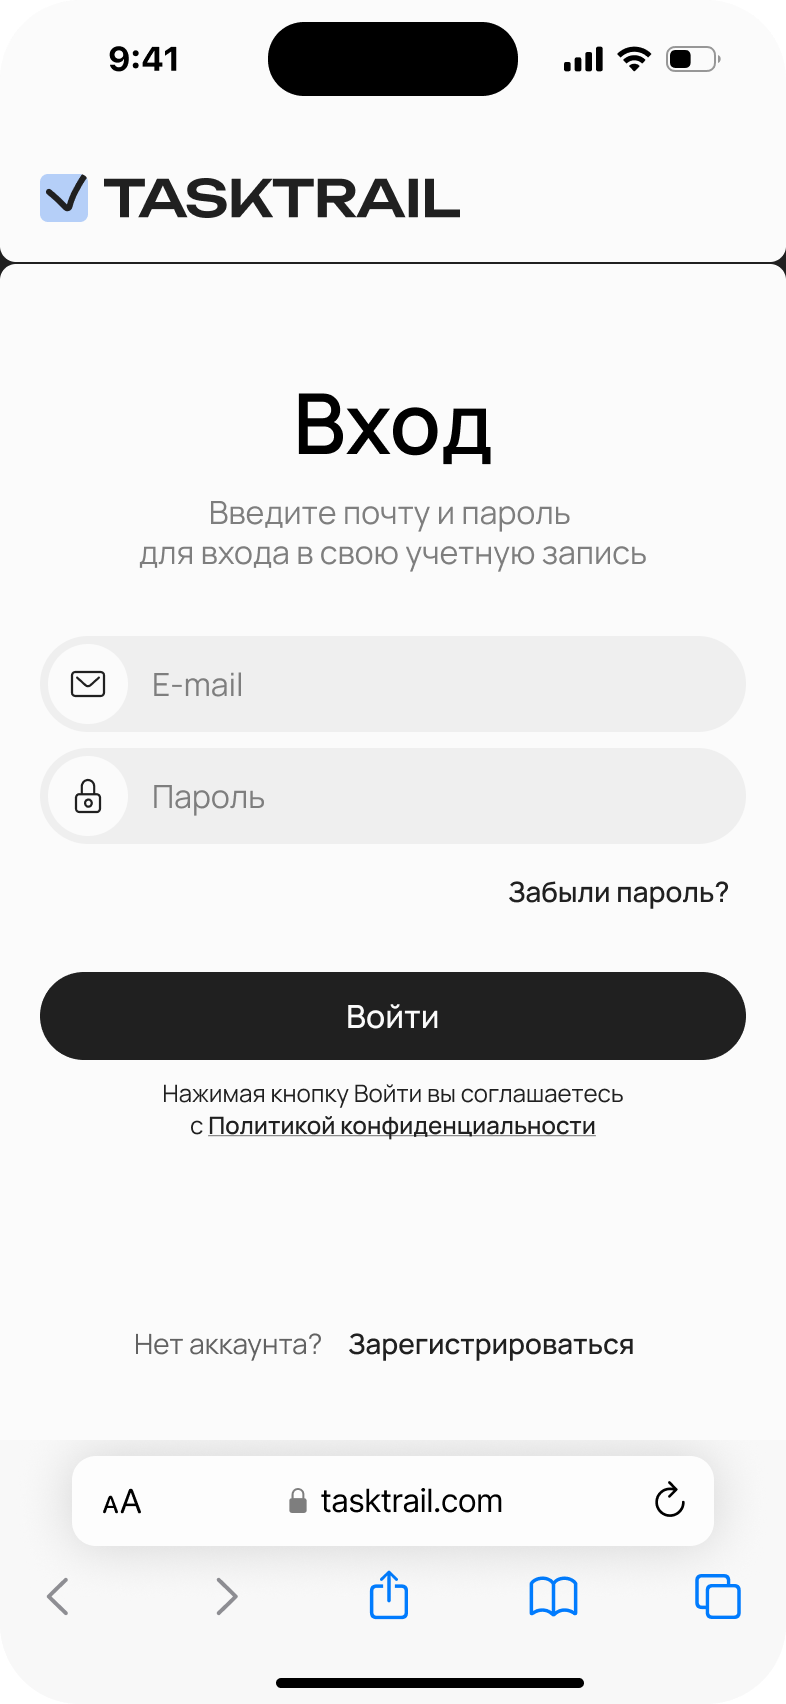 9:41
TASKTRAIL
Вход
Введите почту и пароль
для входа в свою учетную запись
E-mail
Пароль
Забыли пароль?
Войти
Нажимая кнопку Войти вы соглашаетесь
с Политикой конфиденциальности
Нет аккаунта? Зарегистрироваться
AA tasktrail.com